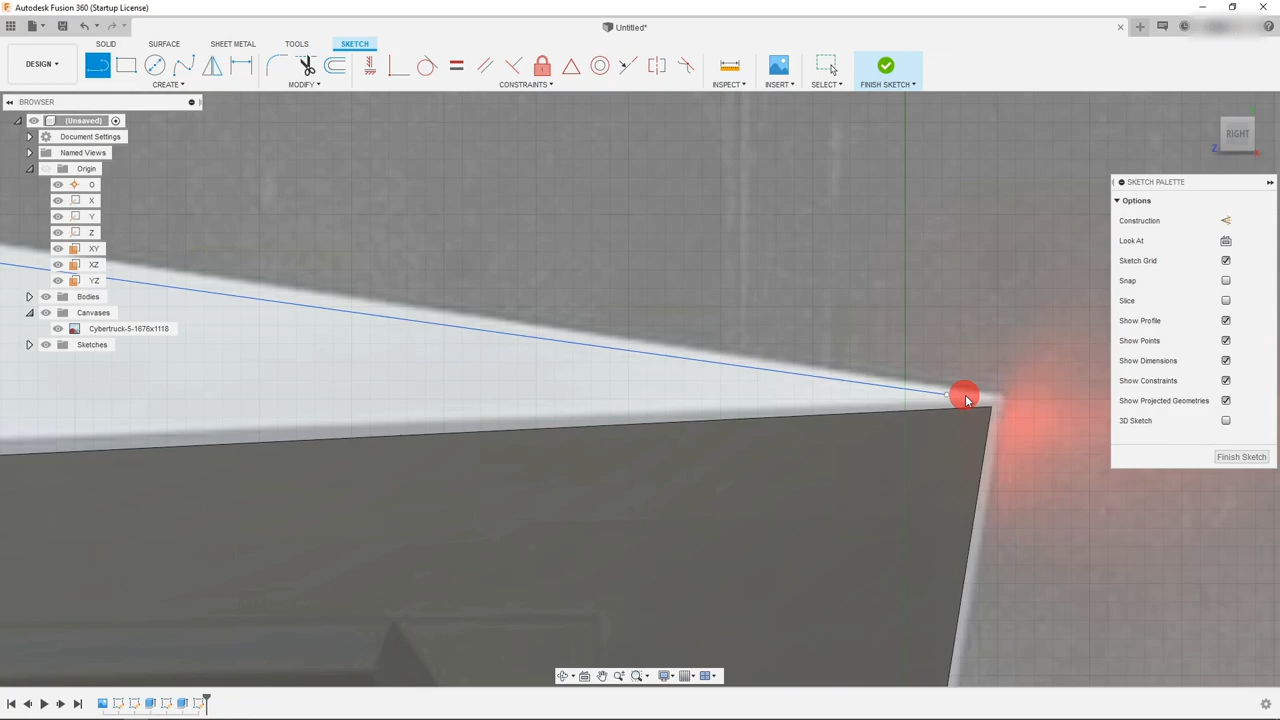 Autodesk Fusion 360 (Startup License)
Untitled*
SOLID SURFACE SHEET METAL TOOLS SKETCH
DESIGN
CREATE MODIFY CONSTRAINTS INSPECT INSERT SELECT FINISH SKETCH
BROWSER
(Unsaved)
Document Settings
Named Views
Origin
O
X
Y
Z
XY
XZ
YZ
Bodies
Canvases
Cybertruck-5-1676x1118
Sketches
RIGHT
Z
X
SKETCH PALETTE
Options
Construction
Look At
Sketch Grid
Snap
Slice
Show Profile
Show Points
Show Dimensions
Show Constraints
Show Projected Geometries
3D Sketch
Finish Sketch